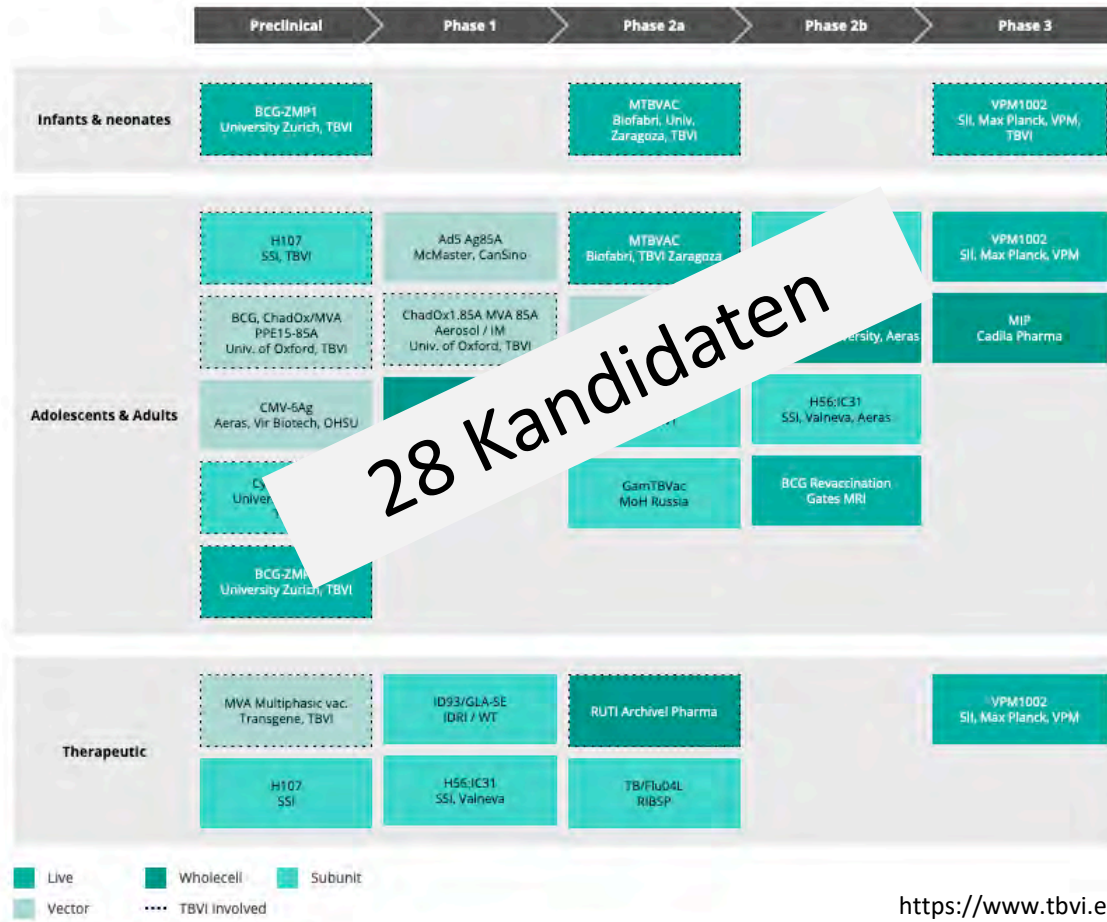 Preclinical
Phase 1
Phase 2a
Phase 2b
Phase 3
Infants & neonates
BCG-ZMP1
University Zurich, TBVI
MTBVAC
Biofabri, Univ.
Zaragoza, TBVI
VPM1002
SII, Max Planck, VPM,
TBVI
Adolescents & Adults
H107
SSI, TBVI
Ad5 Ag85A
McMaster, CanSino
MTBVAC
Biofabri, TBVI Zaragoza
VPM1002
SII, Max Planck, VPM
BCG, ChadOx/MVA
PPE15-85A
Univ. of Oxford, TBVI
ChadOx1.85A MVA 85A
Aerosol / IM
Univ. of Oxford, TBVI
Aeras
MIP
Cadila Pharma
CMV-6Ag
Aeras, Vir Biotech, OHSU
H56:IC31
SSI, Valneva, Aeras
GamTBVac
MoH Russia
BCG Revaccination
Gates MRI
University Zurich, TBVI
28 Kandidaten
Therapeutic
MVA Multiphasic vac.
Transgene, TBVI
ID93/GLA-SE
IDRI / WT
RUTI Archivel Pharma
VPM1002
SII, Max Planck, VPM
H107
SSI
H56:IC31
SSI, Valneva
TB/Flu04L
RIBSP
Live
Wholecell
Subunit
Vector
TBVI Involved
https://www.tbvi.e